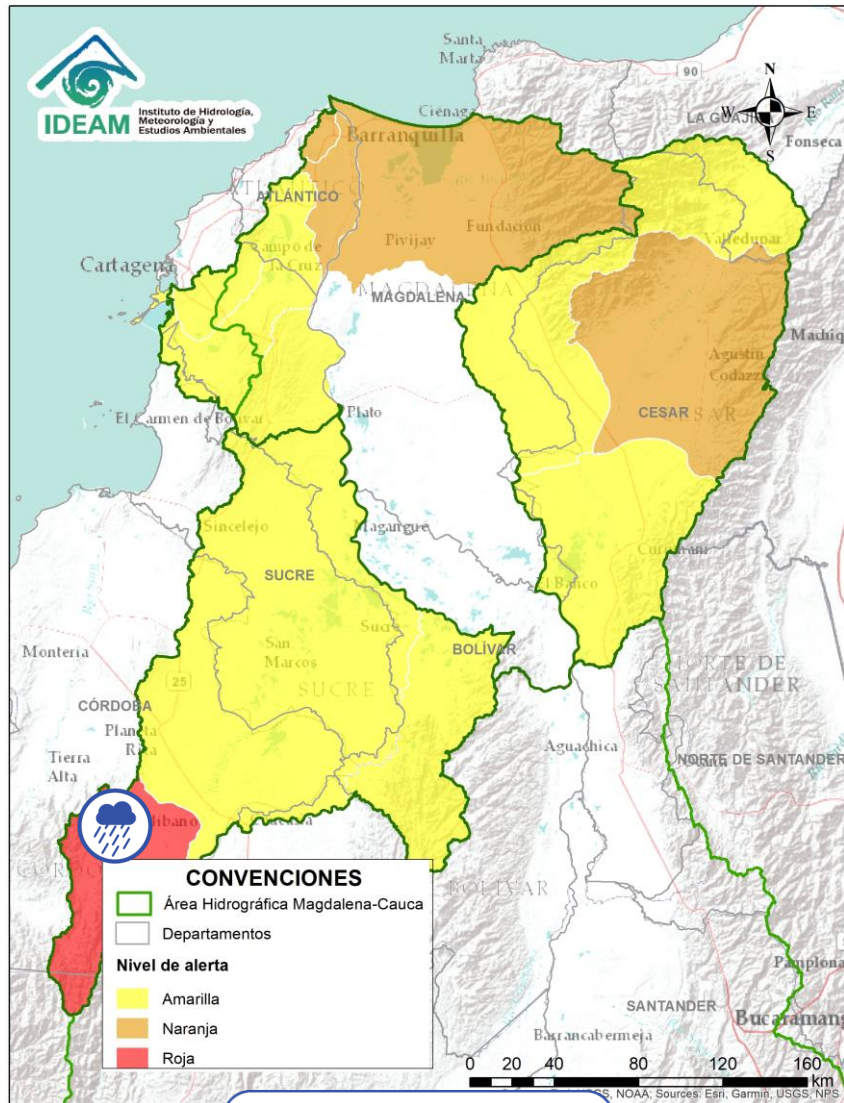 IDEAM
Instituto de Hidrología,
Meteorología y
Estudios Ambientales
Santa
Marta
90
N
W
E
S
LA GUAJIRA
Fonseca
Ciénaga
Barranquilla
ATLÁNTICO
Fundación
Valledupar
Campo de
la Cruz
Pivijay
Cartagena
MAGDALENA
MAGDALENA
Agustín
Codazzi
CESAR
CESAR
El Carmen de Bolívar
Plato
Sincelejo
Magangue
SUCRE
El Banco
Montería
San
Marcos
Sucre
BOLÍVAR
25
SUCRE
NORTE DE
SANTANDER
CÓRDOBA
Planeta
Rica
Aguachica
NORTE DE SANTANDER
Tierra
Alta
BOLÍVAR
CONVENCIONES
Área Hidrográfica Magdalena-Cauca
Departamentos
Nivel de alerta
Amarilla
Naranja
Roja
Pamplona
SANTANDER
Bucaramang
Barrancabermeja
0 20 40 80 120 160
km
NOAA; Sources: Esri, Garmin, USGS, NPS